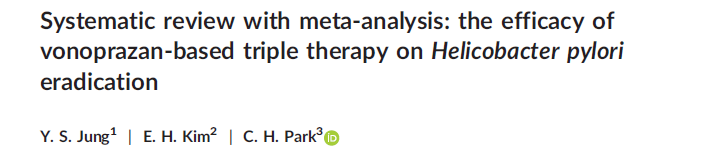 Systematic review with meta-analysis: the efficacy of
vonoprazan-based triple therapy on Helicobacter pylori
eradication
Y. S. Jung¹ | E. H. Kim² | C. H. Park³ iD